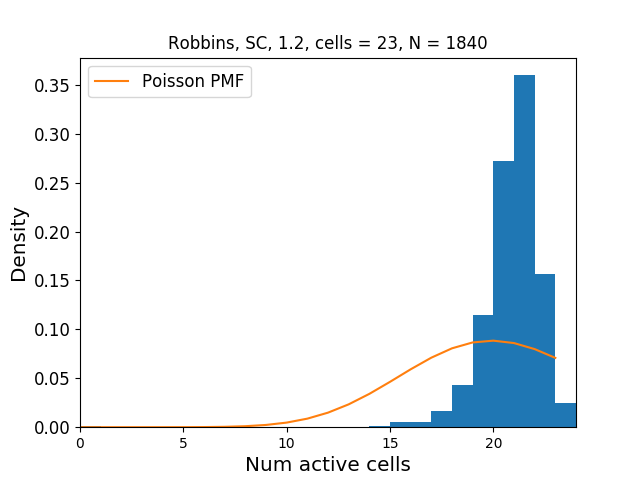 Robbins, SC, 1.2, cells = 23, N = 1840
Poisson PMF
Density
0.35
0.30
0.25
0.20
0.15
0.10
0.05
0.00
0 5 10 15 20
Num active cells